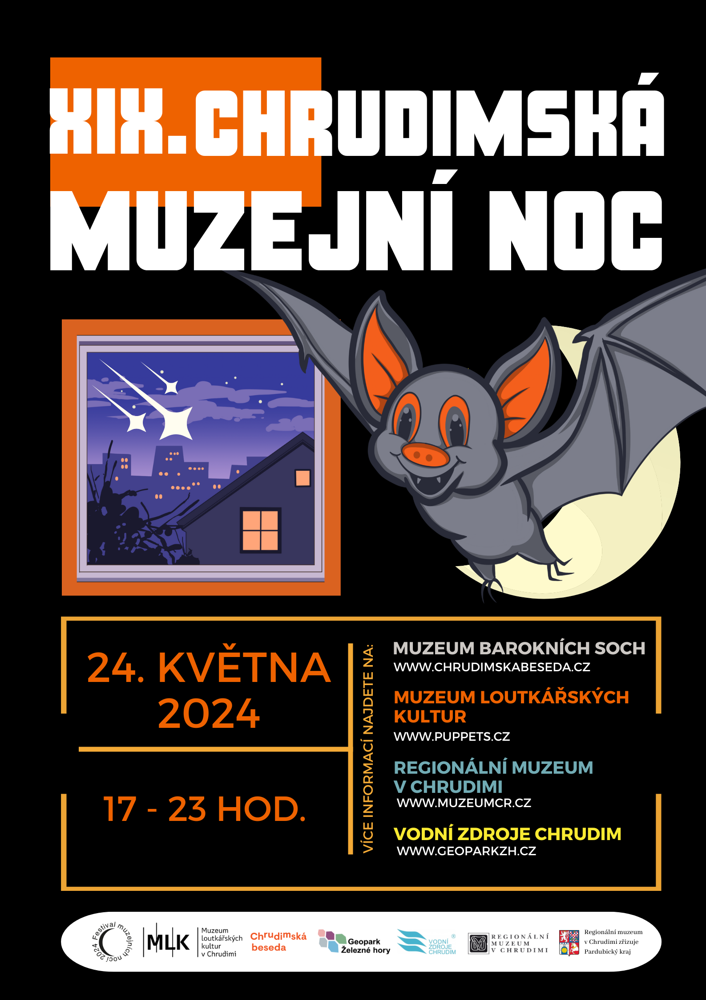 XIX. CHRUDIMSKÁ
MUZEJNÍ NOC
24. KVĚTNA
2024
17 - 23 HOD.
VÍCE INFORMACÍ NAJDETE NA:
MUZEUM BAROKNÍCH SOCH
WWW.CHRUDIMSKABESEDA.CZ
MUZEUM LOUTKÁŘSKÝCH
KULTUR
WWW.PUPPETS.CZ
REGIONÁLNÍ MUZEUM
V CHRUDIMI
WWW.MUZEUMCR.CZ
VODNÍ ZDROJE CHRUDIM
WWW.GEOPARKZH.CZ
Festival muzejních nocí 2024
MLK
Muzeum
loutkářských
kultur
v Chrudimi
Chrudimská
beseda
Geopark
Železné hory
VODNÍ
ZDROJE
CHRUDIM
®
REGIONÁLNÍ
MUZEUM
V CHRUDIMI
Regionální muzeum
v Chrudimi zřizuje
Pardubický kraj